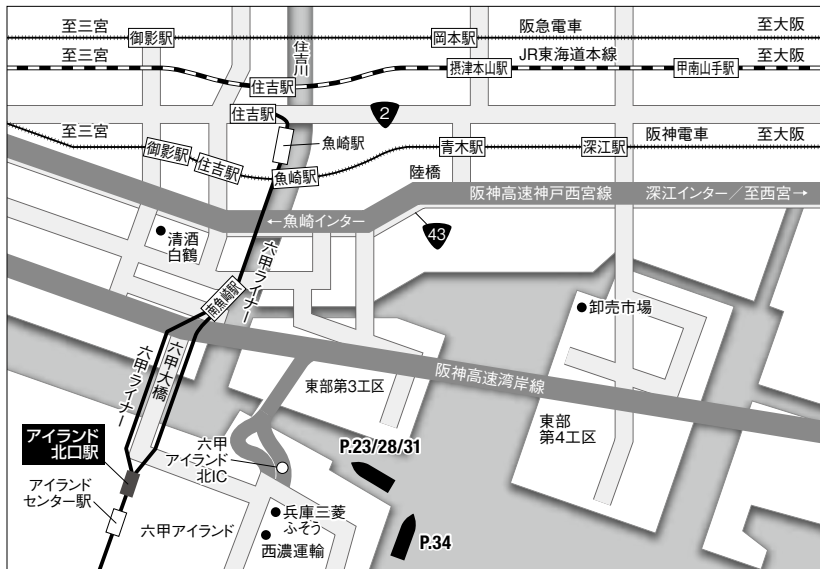 至三宮
御影駅
住吉川
岡本駅
阪急電車
至大阪
至三宮
住吉駅
摂津本山駅
JR東海道本線
甲南山手駅
至大阪
住吉駅
2
魚崎駅
至三宮
御影駅
住吉駅
魚崎駅
青木駅
深江駅
阪神電車
至大阪
陸橋
阪神高速神戸西宮線
深江インター／至西宮→
←魚崎インター
43
清酒
白鶴
六甲ライナー
南魚崎駅
卸売市場
六甲ライナー
六甲大橋
東部第3工区
阪神高速湾岸線
東部
第4工区
アイランド
北口駅
六甲
アイランド
北IC
P.23/28/31
アイランド
センター駅
六甲アイランド
兵庫三菱
ふそう
西濃運輸
P.34